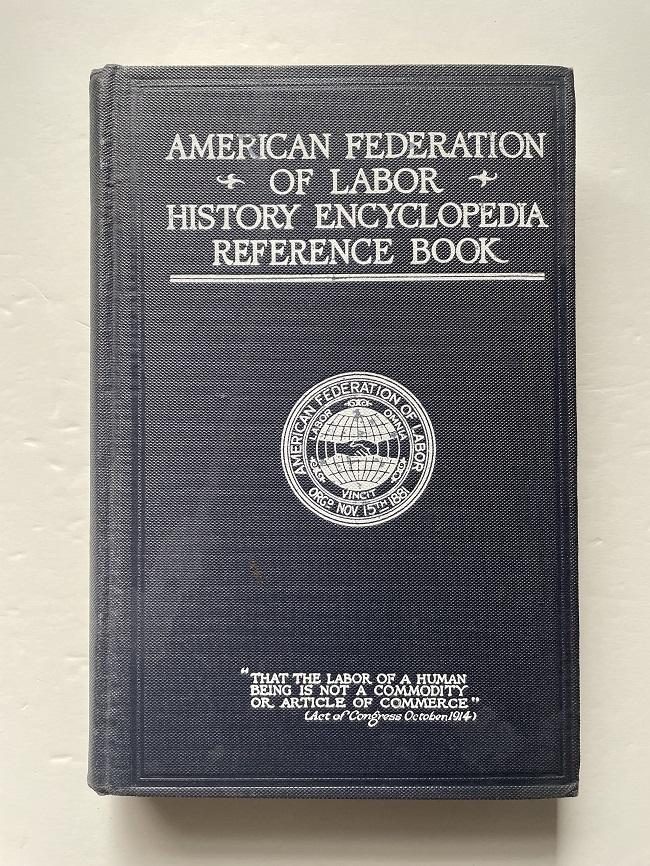 AMERICAN FEDERATION
OF LABOR
HISTORY ENCYCLOPEDIA
REFERENCE BOOK
AMERICAN FEDERATION OF LABOR
LABOR OMNIA
VINCIT
ORG'D NOV. 15TH 1881
"THAT THE LABOR OF A HUMAN
BEING IS NOT A COMMODITY
OR ARTICLE OF COMMERCE"
(Act of Congress October, 1914)